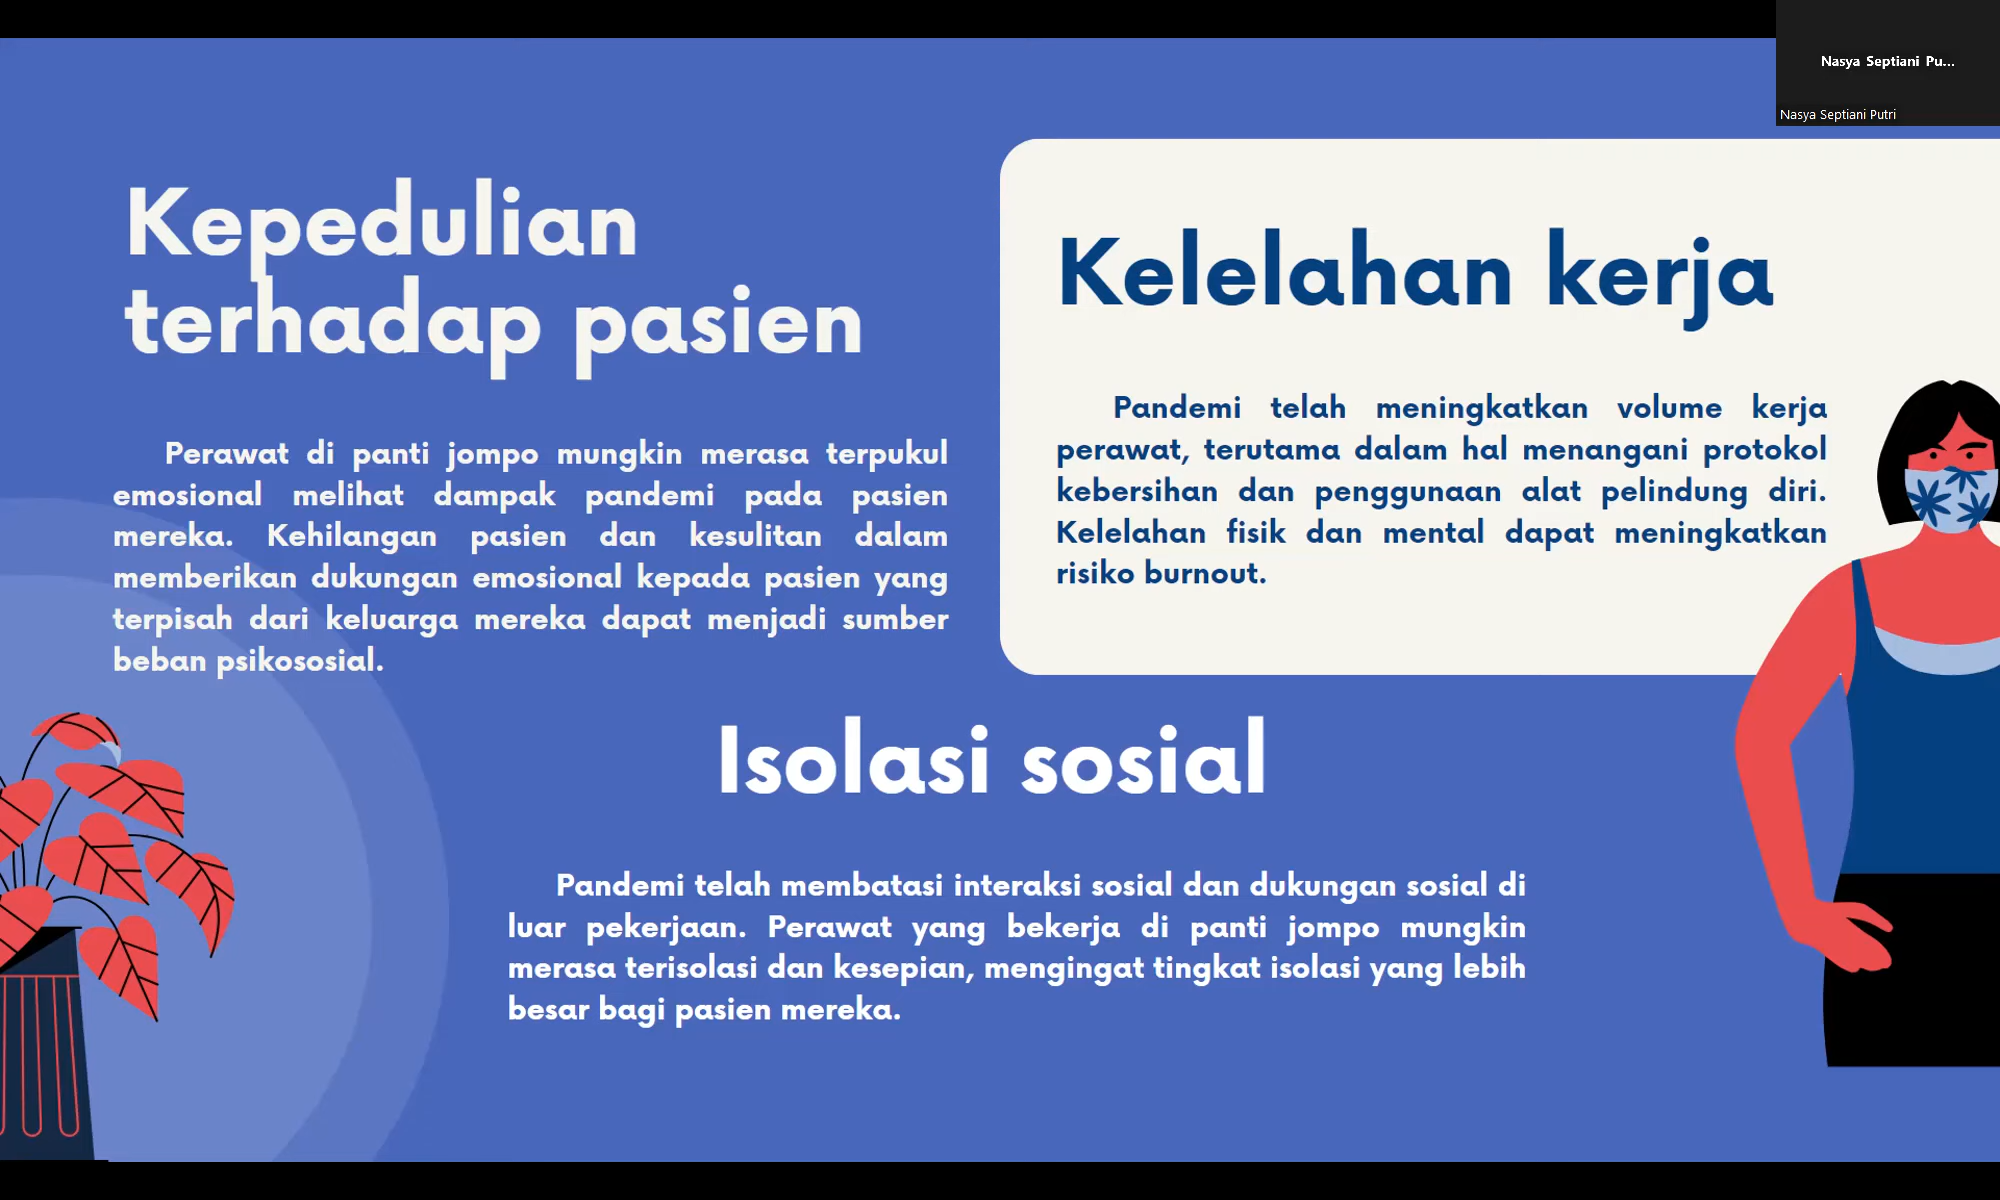 Nasya Septiani Pu...
Nasya Septiani Putri
Kepedulian
terhadap pasien
Perawat di panti jompo mungkin merasa terpukul
emosional melihat dampak pandemi pada pasien
mereka. Kehilangan pasien dan kesulitan dalam
memberikan dukungan emosional kepada pasien yang
terpisah dari keluarga mereka dapat menjadi sumber
beban psikososial.
Kelelahan kerja
Pandemi telah meningkatkan volume kerja
perawat, terutama dalam hal menangani protokol
kebersihan dan penggunaan alat pelindung diri.
Kelelahan fisik dan mental dapat meningkatkan
risiko burnout.
Isolasi sosial
Pandemi telah membatasi interaksi sosial dan dukungan sosial di
luar pekerjaan. Perawat yang bekerja di panti jompo mungkin
merasa terisolasi dan kesepian, mengingat tingkat isolasi yang lebih
besar bagi pasien mereka.